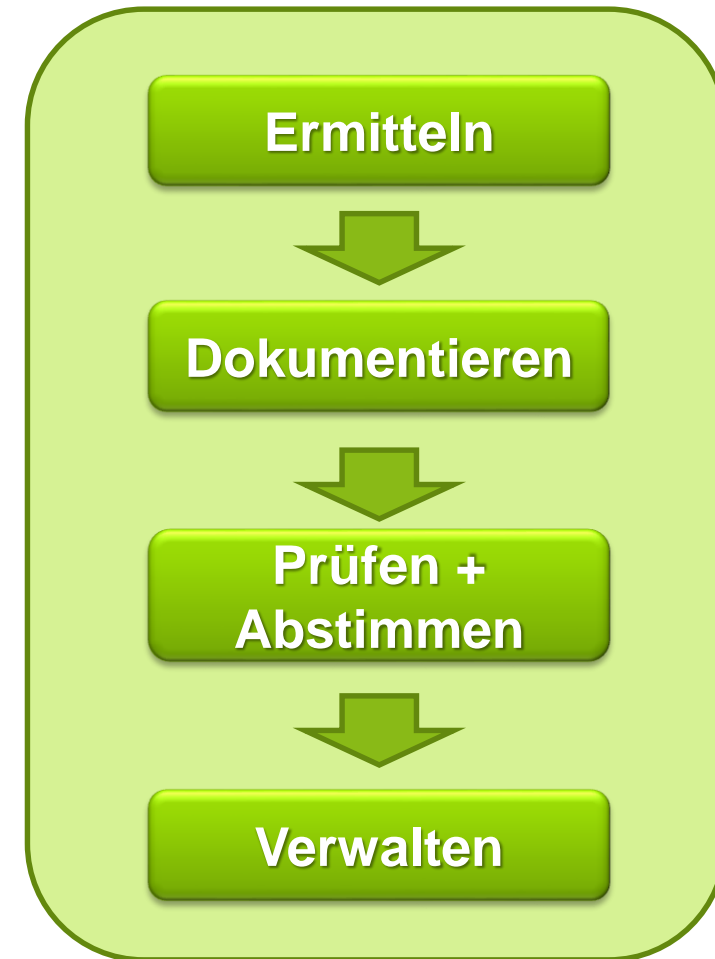 Ermitteln
Dokumentieren
Prüfen +
Abstimmen
Verwalten